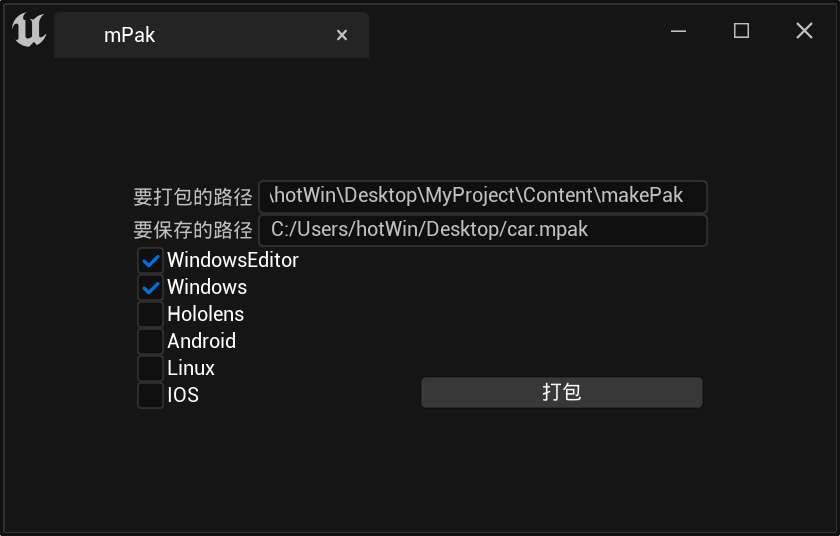 mPak
要打包的路径 \hotWin\Desktop\MyProject\Content\makePak
要保存的路径 C:/Users/hotWin/Desktop/car.mpak
WindowsEditor
Windows
Hololens
Android
Linux
IOS 打包